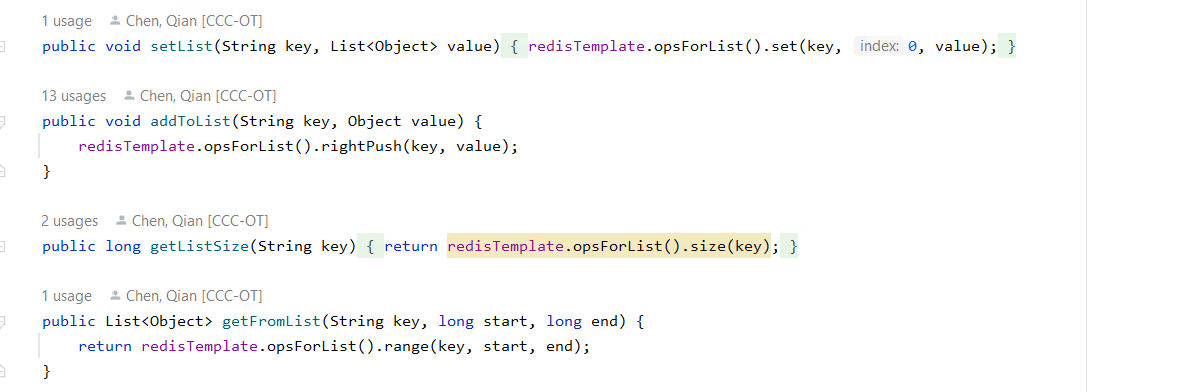 1 usage Chen, Qian [CCC-OT]
public void setList(String key, List<Object> value) { redisTemplate.opsForList().set(key, index: 0, value); }
13 usages Chen, Qian [CCC-OT]
public void addToList(String key, Object value) {
redisTemplate.opsForList().rightPush(key, value);
}
2 usages Chen, Qian [CCC-OT]
public long getListSize(String key) { return redisTemplate.opsForList().size(key); }
1 usage Chen, Qian [CCC-OT]
public List<Object> getFromList(String key, long start, long end) {
return redisTemplate.opsForList().range(key, start, end);
}